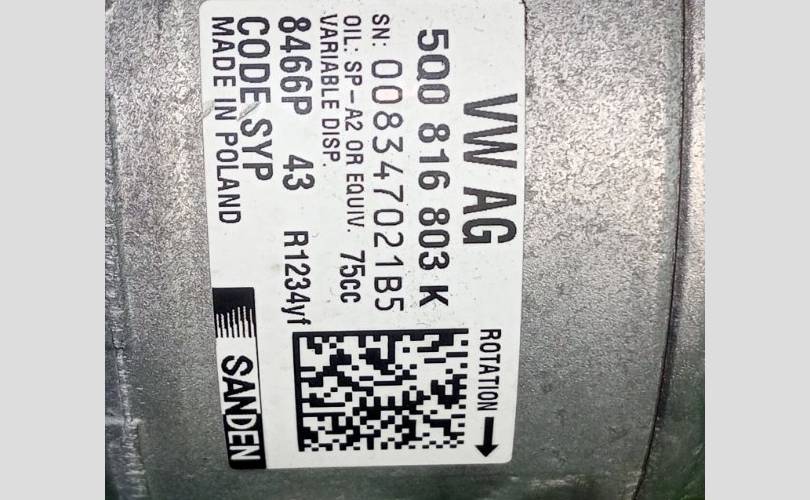 VW AG
5Q0 816 803 K
SN: 008347021B5
OIL: SP-A2 OR EQUIV. 75cc
VARIABLE DISP.
8466P 43 R1234yf
CODE SYP
MADE IN POLAND
ROTATION
SANDEN